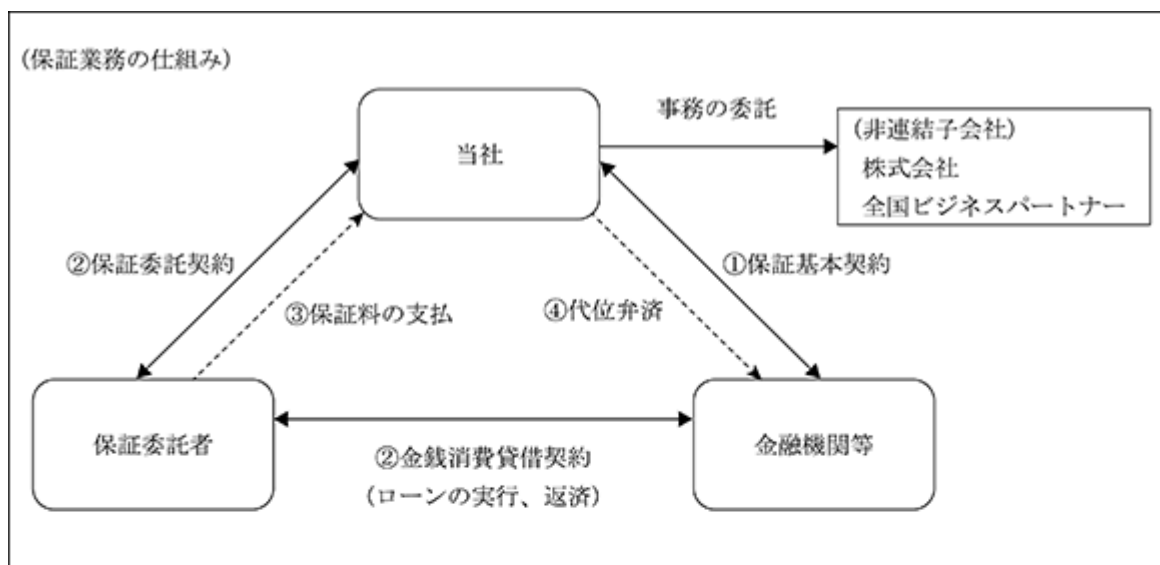 (保証業務の仕組み)
当社
事務の委託
(非連結子会社)
株式会社
全国ビジネスパートナー
②保証委託契約
①保証基本契約
③保証料の支払
④代位弁済
保証委託者
金融機関等
②金銭消費貸借契約
(ローンの実行、返済)